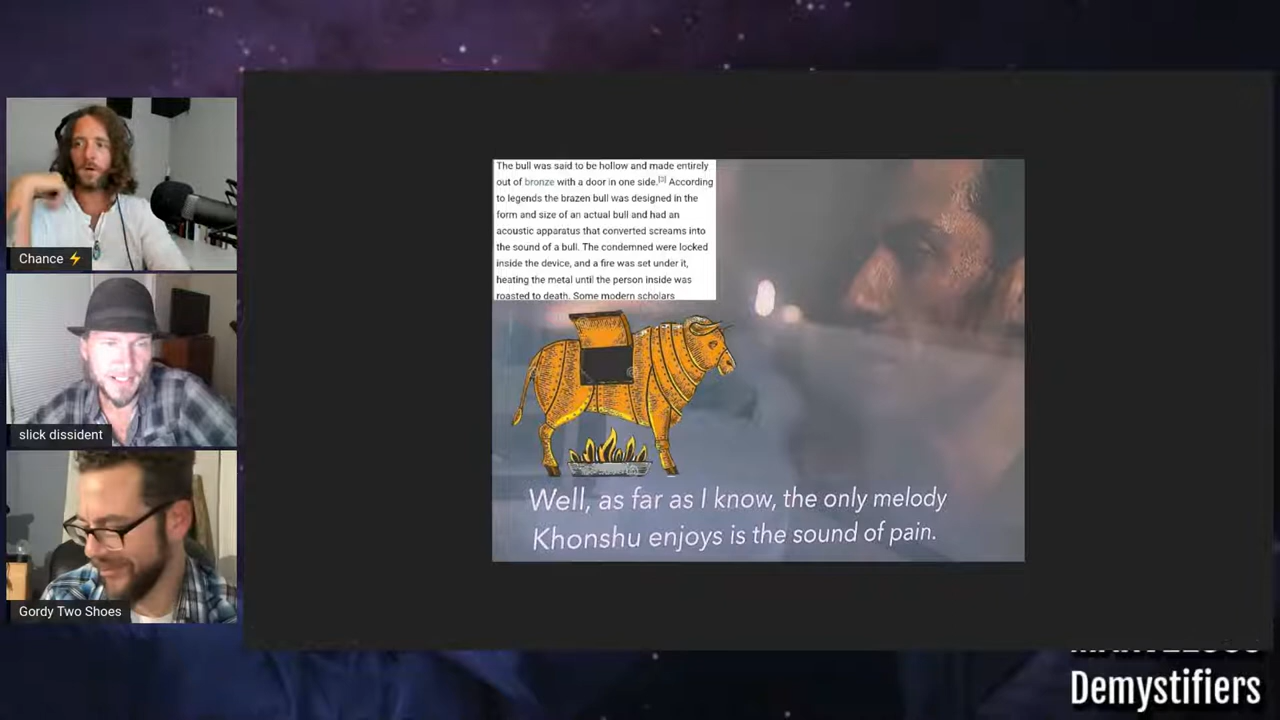 Chance ⚡
slick dissident
Gordy Two Shoes
The bull was said to be hollow and made entirely
out of bronze with a door in one side.[3] According
to legends the brazen bull was designed in the
form and size of an actual bull and had an
acoustic apparatus that converted screams into
the sound of a bull. The condemned were locked
inside the device, and a fire was set under it,
heating the metal until the person inside was
roasted to death. Some modern scholars
Well, as far as I know, the only melody
Khonshu enjoys is the sound of pain.
Demystifiers